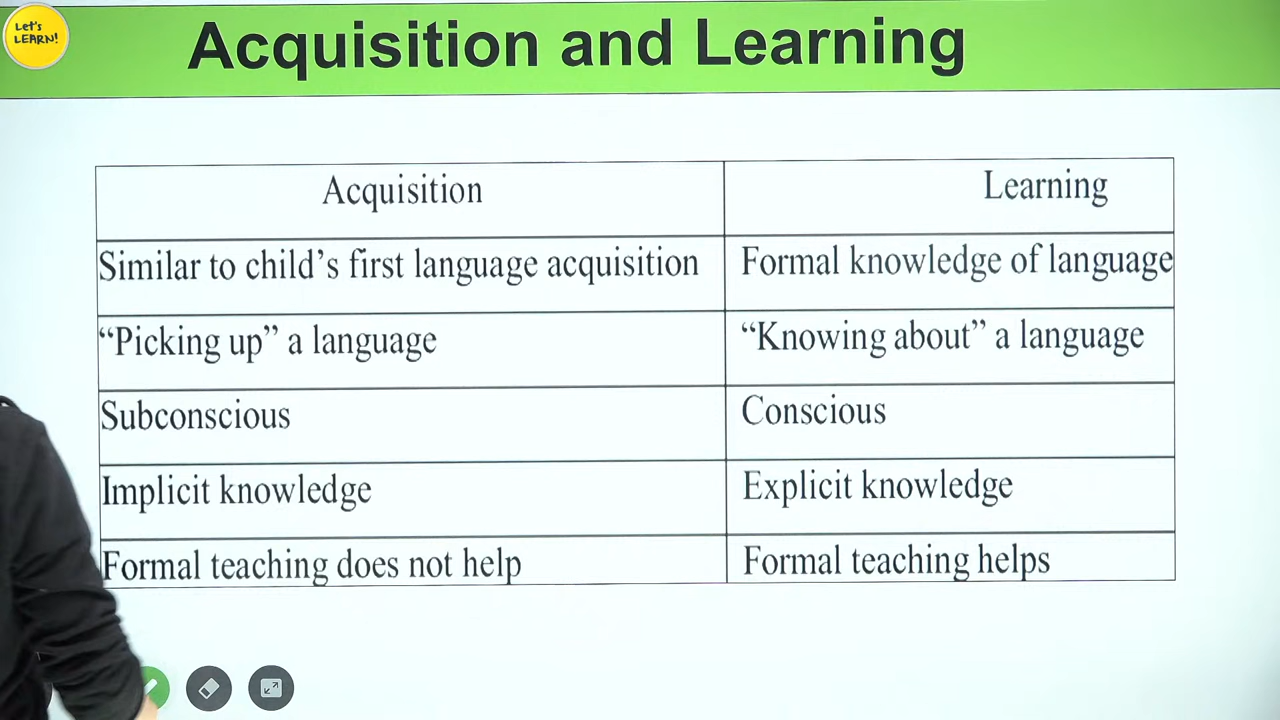 Let's
LEARN!
Acquisition and Learning
Acquisition
Learning
Similar to child's first language acquisition
Formal knowledge of language
“Picking up” a language
“Knowing about” a language
Subconscious
Conscious
Implicit knowledge
Explicit knowledge
Formal teaching does not help
Formal teaching helps